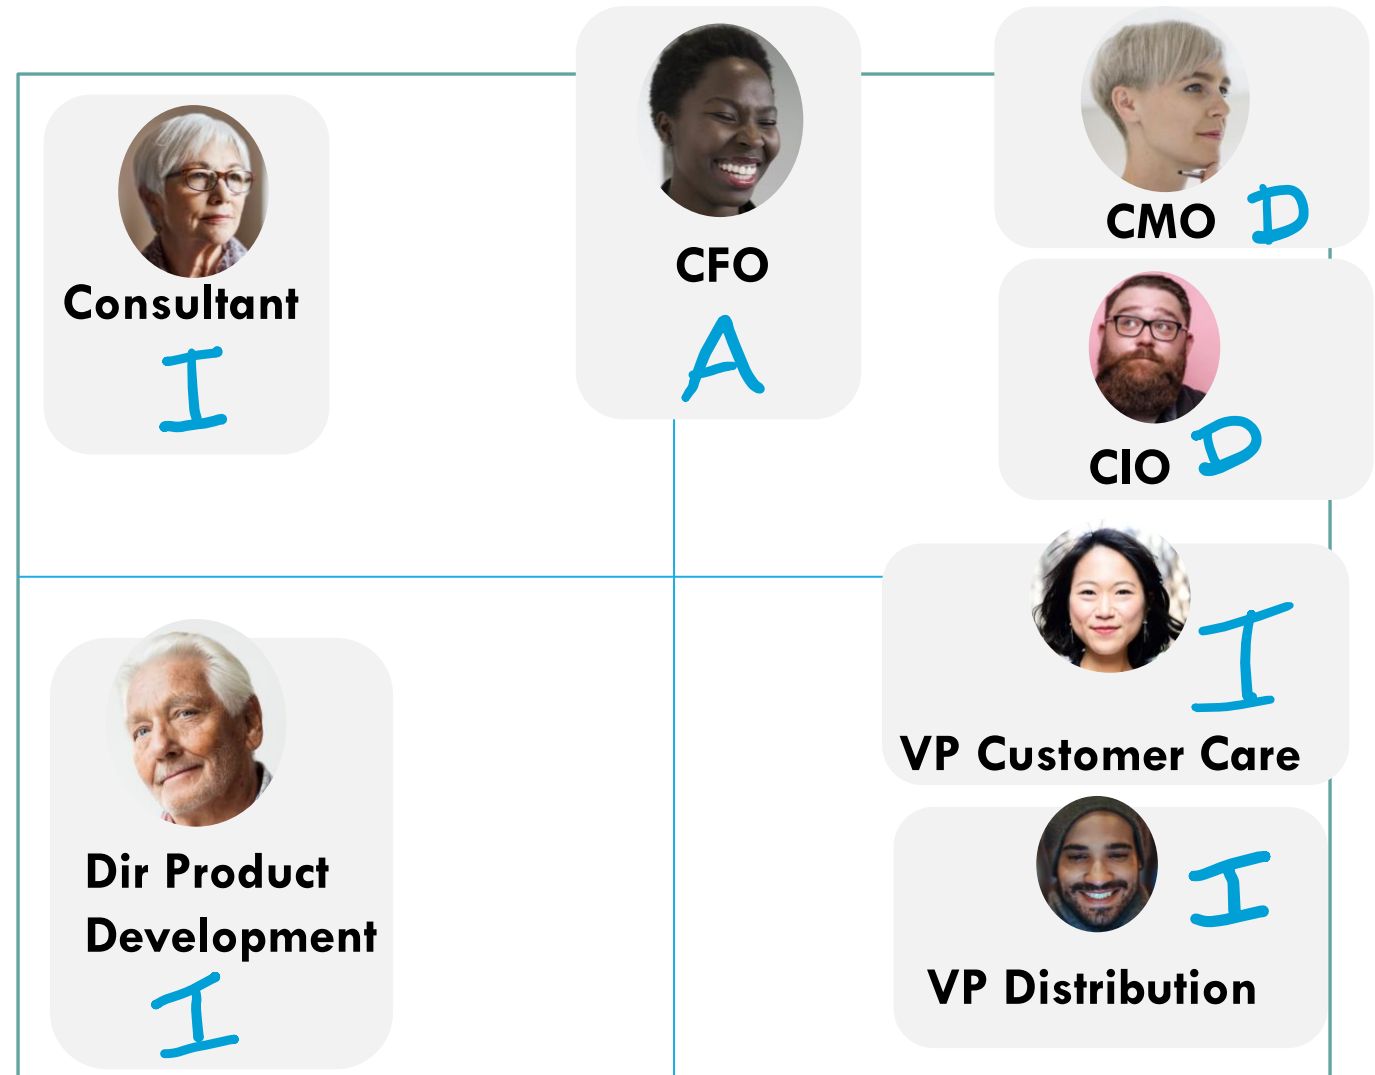 Consultant
I
CFO
A
CMO D
CIO D
I
VP Customer Care
I
VP Distribution
Dir Product
Development
I